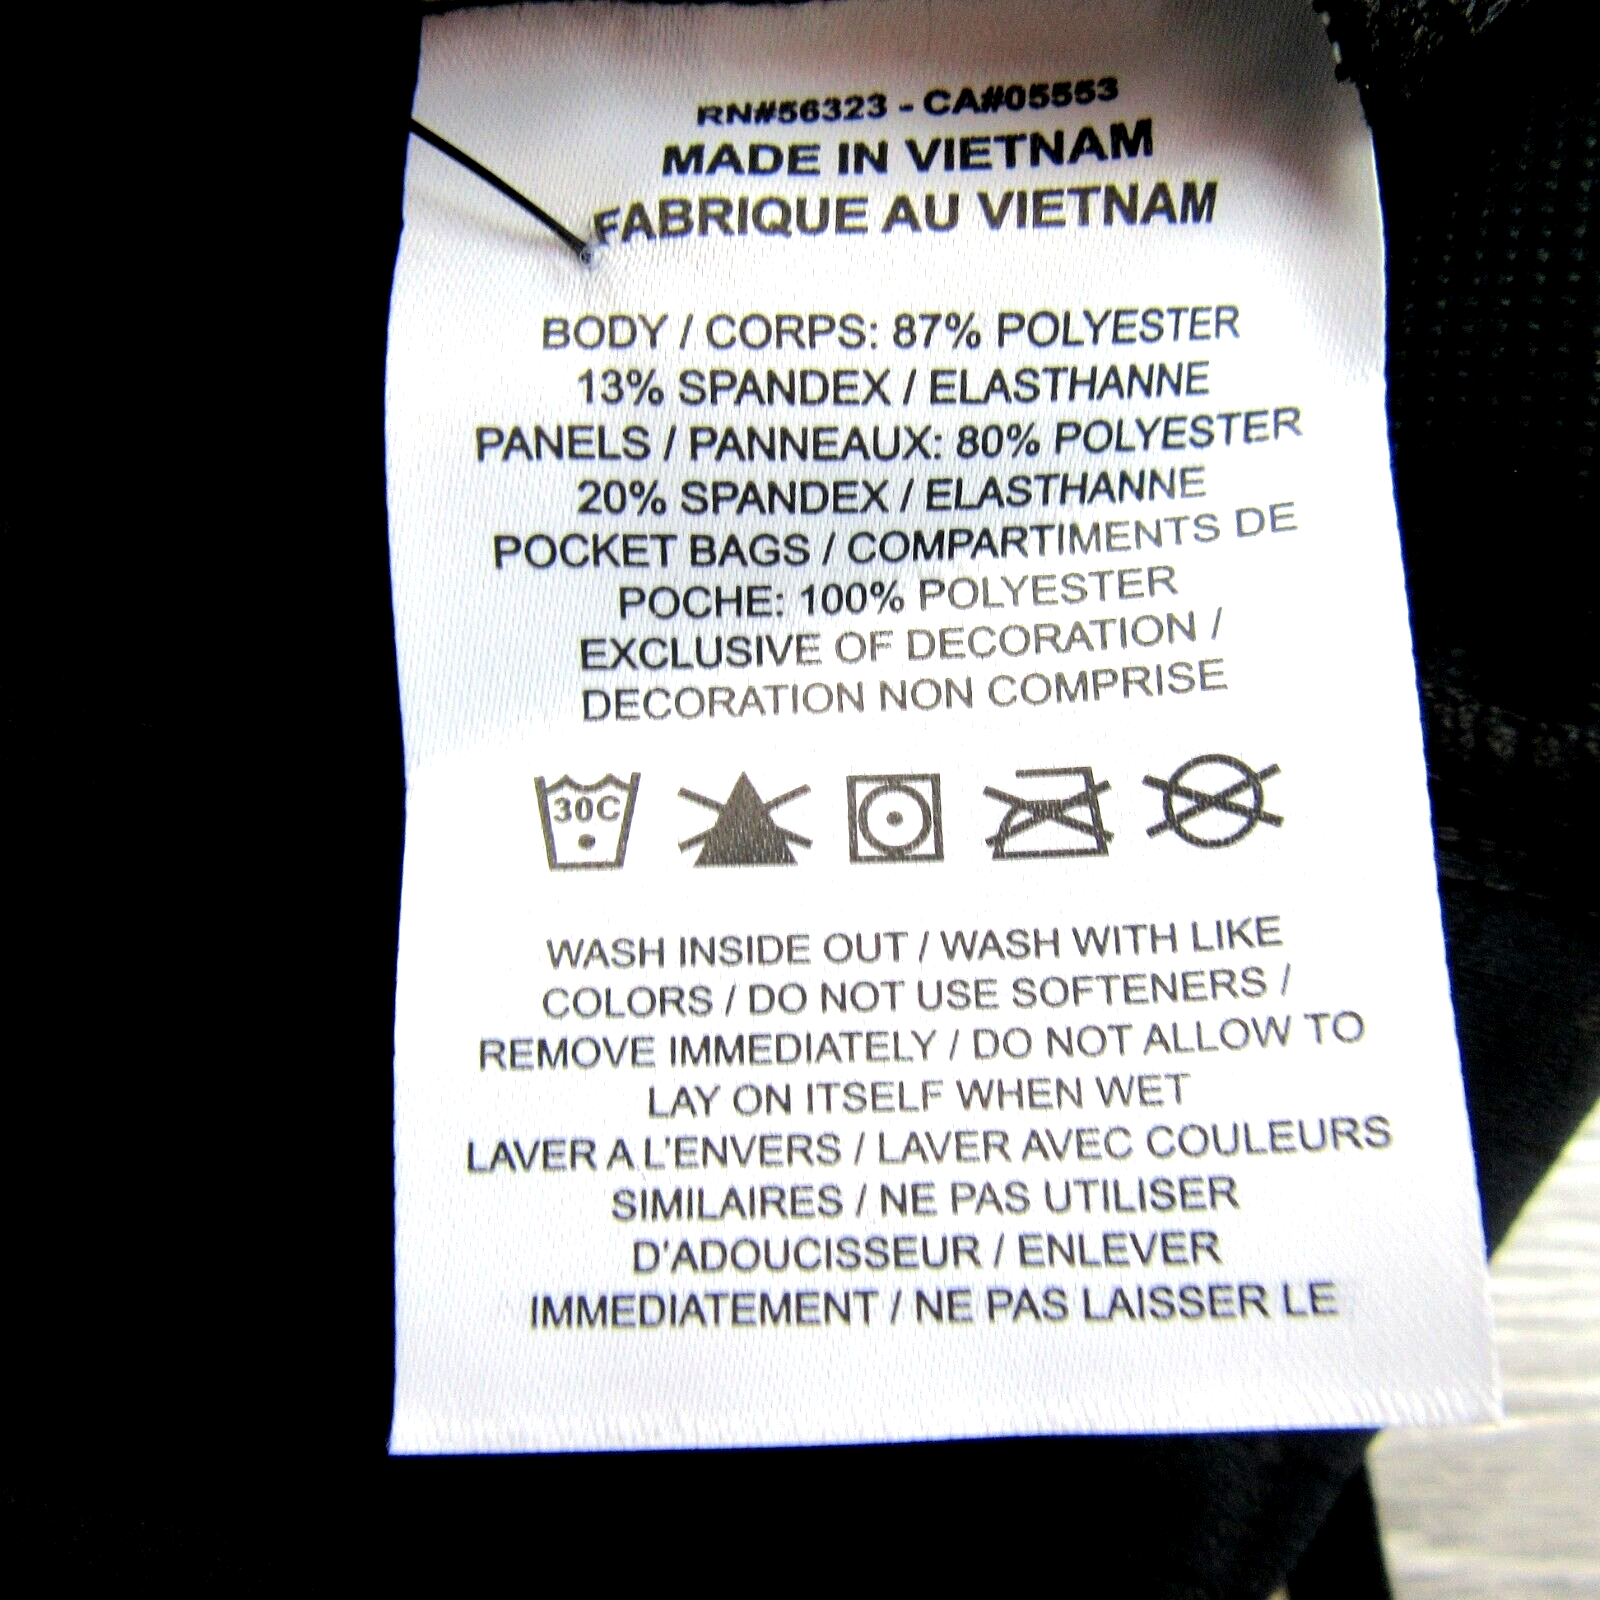 RN#56323 - CA#05553
MADE IN VIETNAM
FABRIQUE AU VIETNAM
BODY / CORPS: 87% POLYESTER
13% SPANDEX / ELASTHANNE
PANELS / PANNEAUX: 80% POLYESTER
20% SPANDEX / ELASTHANNE
POCKET BAGS / COMPARTIMENTS DE
POCHE: 100% POLYESTER
EXCLUSIVE OF DECORATION /
DECORATION NON COMPRISE
30C
WASH INSIDE OUT / WASH WITH LIKE
COLORS / DO NOT USE SOFTENERS /
REMOVE IMMEDIATELY / DO NOT ALLOW TO
LAY ON ITSELF WHEN WET
LAVER A L'ENVERS / LAVER AVEC COULEURS
SIMILAIRES / NE PAS UTILISER
D'ADOUCISSEUR / ENLEVER
IMMEDIATEMENT / NE PAS LAISSER LE